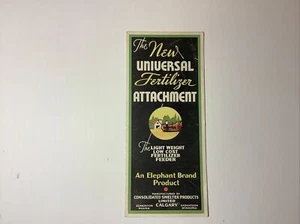 The New
UNIVERSAL
Fertilizer
ATTACHMENT
The LIGHT WEIGHT
LOW COST
FERTILIZER
FEEDER
An Elephant Brand
Product
CONSOLIDATED SMELTER PRODUCTS
LIMITED
CALGARY